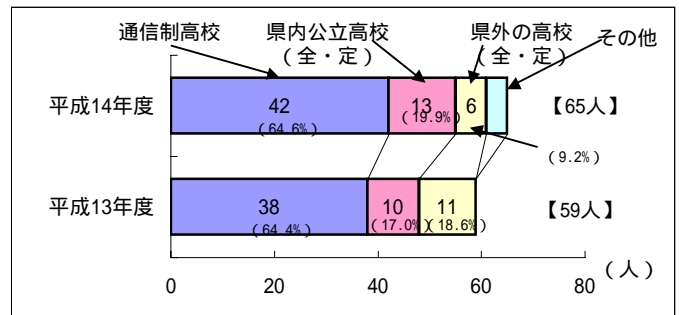 通信制高校 県内公立高校 県外の高校 その他
(全・定) (全・定)
平成14年度 42 13 6 【65人】
(64.6%) (19.9%) (9.2%)
平成13年度 38 10 11 【59人】
(64.4%) (17.0%) (18.6%)
0 20 40 60 80 (人)